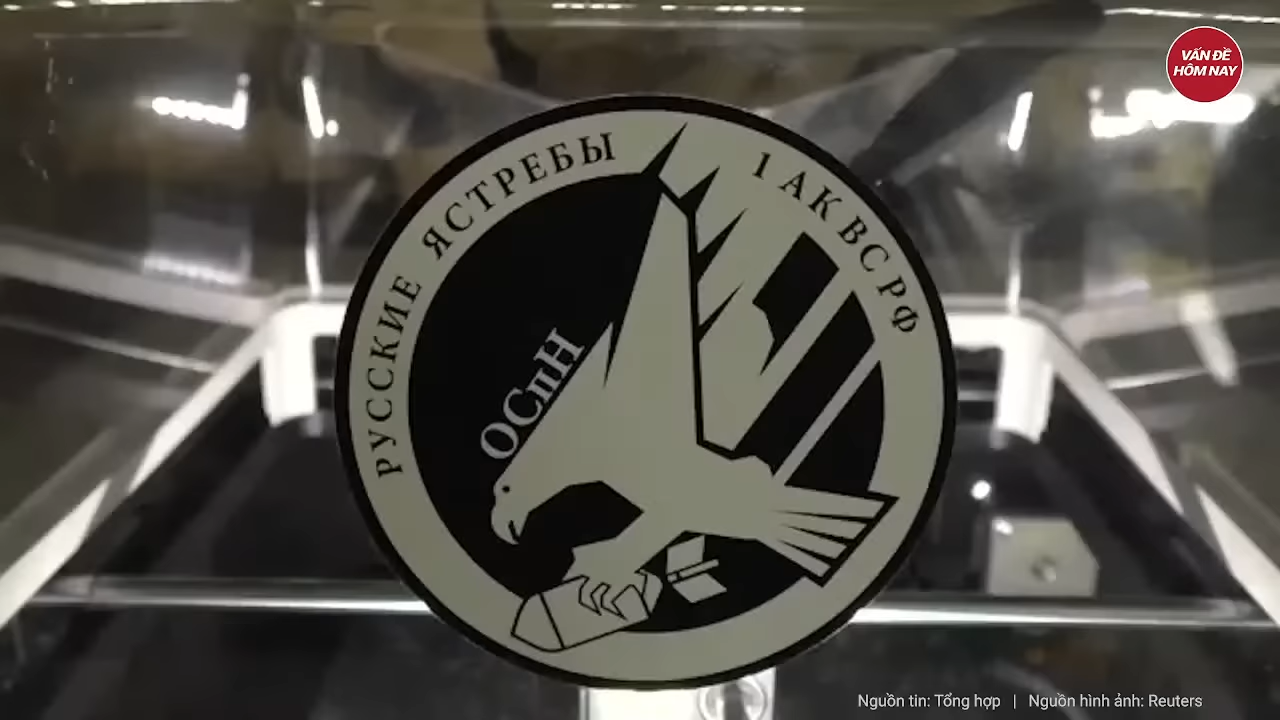 VẤN ĐỀ
HÔM NAY
РУССКИЕ ЯСТРЕБЫ
1 АК ВС РФ
ОСпН
Nguồn tin: Tổng hợp | Nguồn hình ảnh: Reuters